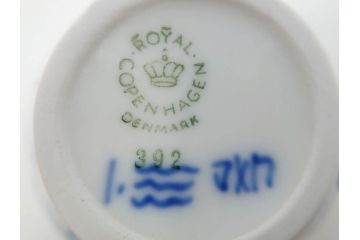 ROYAL
COPENHAGEN
DENMARK
392
1.